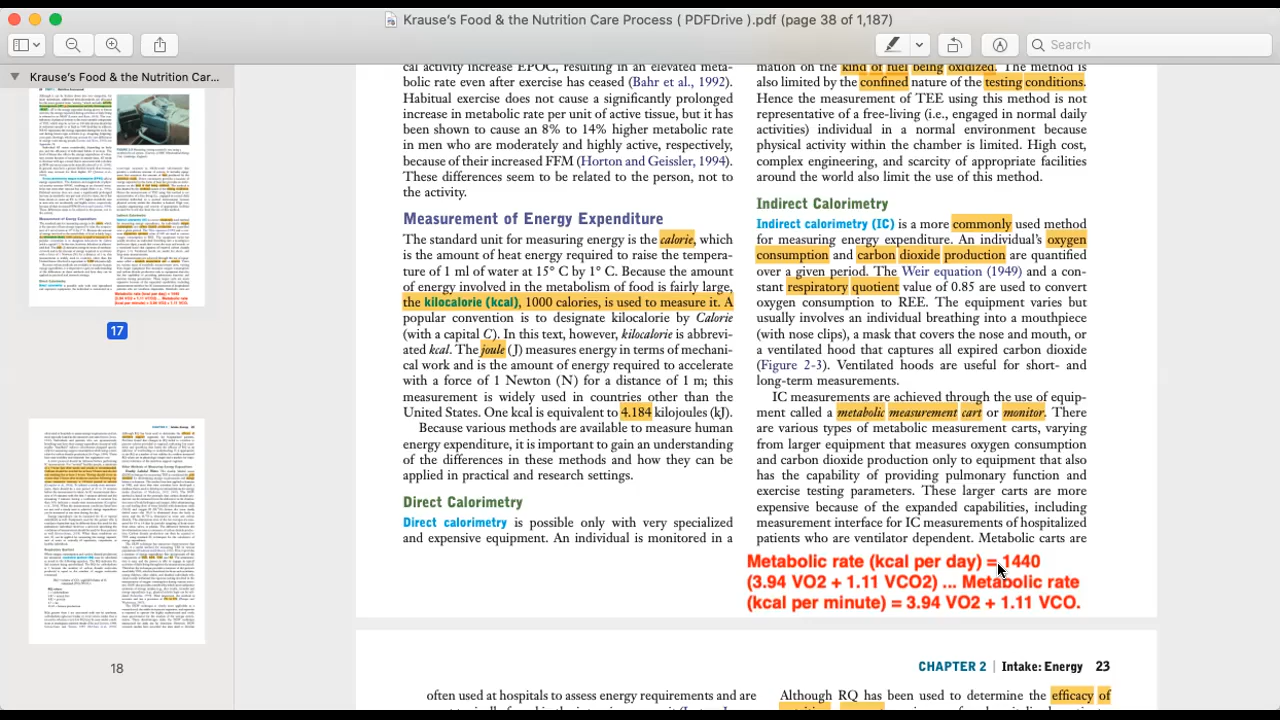 Krause's Food & the Nutrition Care Process ( PDFDrive ).pdf (page 38 of 1,187)
Search
Krause's Food & the Nutrition Car...
17
18
cal activity increase EPOC, resulting in an elevated meta-
bolic rate even after exercise has ceased (Bahr et al., 1992).
Habitual exercise does not cause a significantly prolonged
increase in metabolic rate per unit of active tissue, but it has
been shown to cause an 8% to 14% higher metabolic rate
in men who are moderately and highly active, respectively,
because of their increased FFM (Horton and Geissler, 1994).
These differences seem to be related to the person, not to
the activity.
Measurement of Energy Expenditure
The standard unit for measuring energy is the calorie, which
is the amount of heat energy required to raise the tempera-
ture of 1 ml of water at 15° C by 1° C. Because the amount
of energy involved in the metabolism of food is fairly large,
the kilocalorie (kcal), 1000 calories, is used to measure it. A
popular convention is to designate kilocalorie by Calorie
(with a capital C). In this text, however, kilocalorie is abbrevi-
ated kcal. The joule (J) measures energy in terms of mechani-
cal work and is the amount of energy required to accelerate
with a force of 1 Newton (N) for a distance of 1 m; this
measurement is widely used in countries other than the
United States. One kcal is equivalent to 4.184 kilojoules (kJ).
Because various methods are available to measure human
energy expenditure, it is important to gain an understanding
of the differences in these methods and how they can be
applied in practical and research settings.
Direct Calorimetry
Direct calorimetry is possible only with very specialized
and expensive equipment. An individual is monitored in a
mation on the kind of fuel being oxidized. The method is
also limited by the confined nature of the testing conditions.
Hence the measurement of TEE using this method is not
representative of a free-living (i.e., engaged in normal daily
activities) individual in a normal environment, because
physical activity within the chamber is limited. High cost,
complex engineering, and scarcity of appropriate facilities
around the world also limit the use of this method.
Indirect Calorimetry
Indirect calorimetry (IC) is a more commonly used method
for measuring energy expenditure. An individual's oxygen
consumption and carbon dioxide production are quantified
over a given period. The Weir equation (1949) and a con-
stant respiratory quotient value of 0.85 are used to convert
oxygen consumption to REE. The equipment varies but
usually involves an individual breathing into a mouthpiece
(with nose clips), a mask that covers the nose and mouth, or
a ventilated hood that captures all expired carbon dioxide
(Figure 2-3). Ventilated hoods are useful for short- and
long-term measurements.
IC measurements are achieved through the use of equip-
ment called a metabolic measurement cart or monitor. There
are various types of metabolic measurement carts, varying
from equipment that measures oxygen consumption
and carbon dioxide production only to equipment that also
has the capability of providing pulmonary function and
exercise testing parameters. These larger carts are more
expensive because of the expanded capabilities, including
measurement interface for IC measurements of hospitalized
patients who are ventilator dependent. Metabolic carts are
Metabolic rate (kcal per day) = 144
(3.94 VO2 + 1.11 VCO2) ... Metabolic rate
(kcal per minute) = 3.94 VO2 + 1.11 VCO.
CHAPTER 2 | Intake: Energy 23
often used at hospitals to assess energy requirements and are
Although RQ has been used to determine the efficacy of